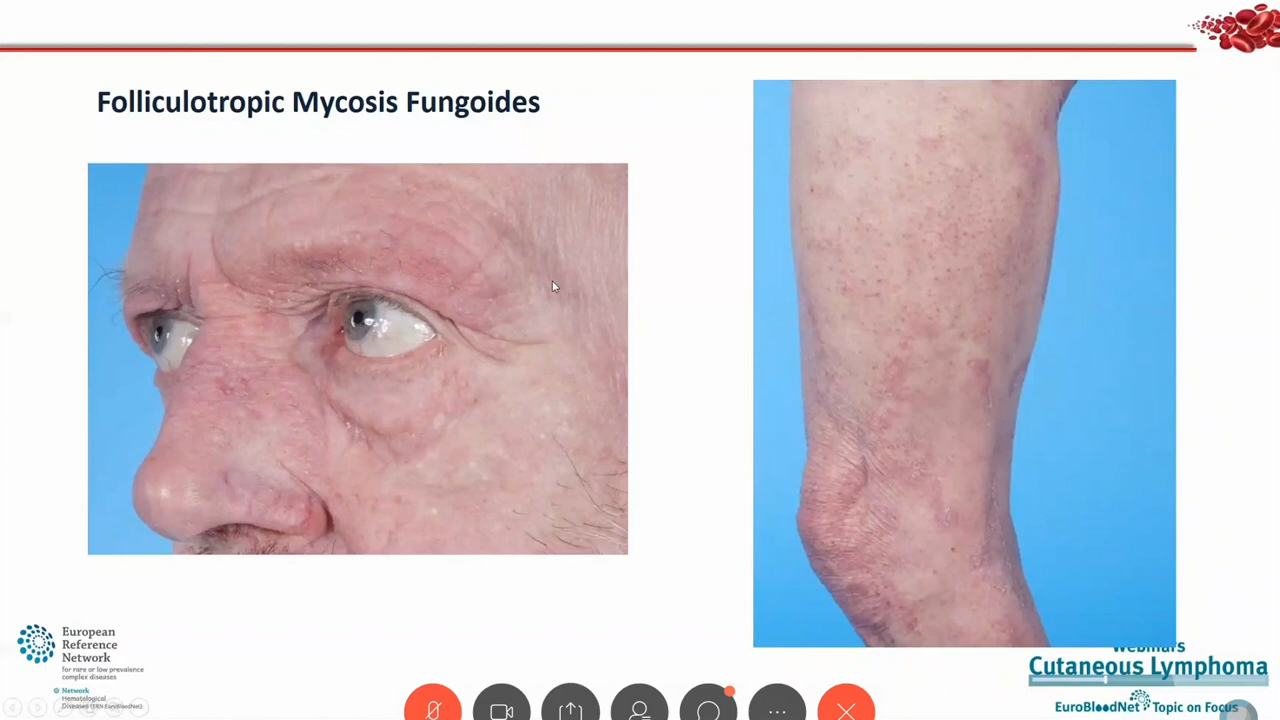 Folliculotropic Mycosis Fungoides
European
Reference
Network
for rare or low prevalence
complex diseases
Network
Hematological
Diseases (ERN EuroBloodNet)
Webinars
Cutaneous Lymphoma
EuroBloodNet Topic on Focus